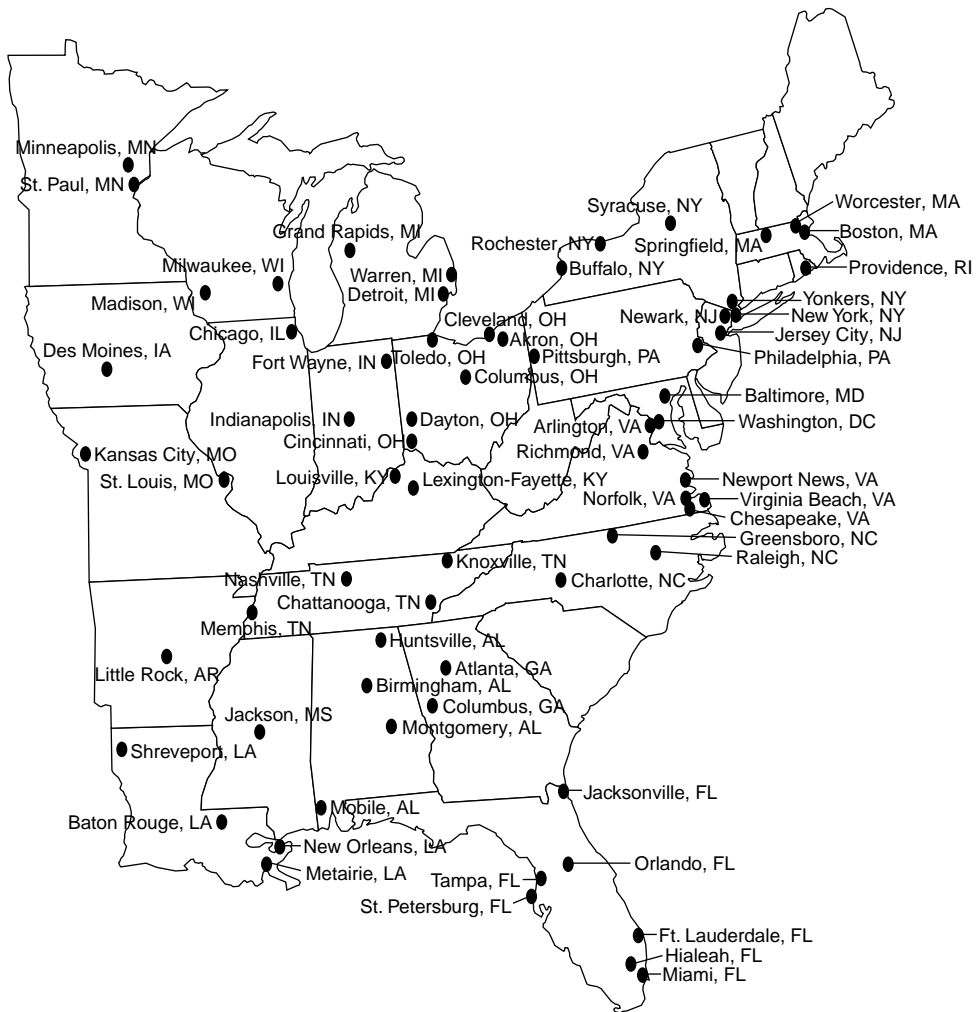 Minneapolis, MN
St. Paul, MN
Worcester, MA
Syracuse, NY
Grand Rapids, MI
Boston, MA
Rochester, NY
Springfield, MA
Milwaukee, WI
Warren, MI
Buffalo, NY
Providence, RI
Madison, WI
Detroit, MI
Yonkers, NY
Cleveland, OH
Newark, NJ
New York, NY
Chicago, IL
Akron, OH
Jersey City, NJ
Des Moines, IA
Fort Wayne, IN
Toledo, OH
Pittsburgh, PA
Philadelphia, PA
Columbus, OH
Baltimore, MD
Indianapolis, IN
Dayton, OH
Arlington, VA
Washington, DC
Cincinnati, OH
Kansas City, MO
Richmond, VA
St. Louis, MO
Louisville, KY
Lexington-Fayette, KY
Newport News, VA
Norfolk, VA
Virginia Beach, VA
Chesapeake, VA
Greensboro, NC
Knoxville, TN
Raleigh, NC
Nashville, TN
Charlotte, NC
Chattanooga, TN
Memphis, TN
Huntsville, AL
Little Rock, AR
Atlanta, GA
Birmingham, AL
Columbus, GA
Jackson, MS
Montgomery, AL
Shreveport, LA
Jacksonville, FL
Mobile, AL
Baton Rouge, LA
New Orleans, LA
Metairie, LA
Orlando, FL
Tampa, FL
St. Petersburg, FL
Ft. Lauderdale, FL
Hialeah, FL
Miami, FL